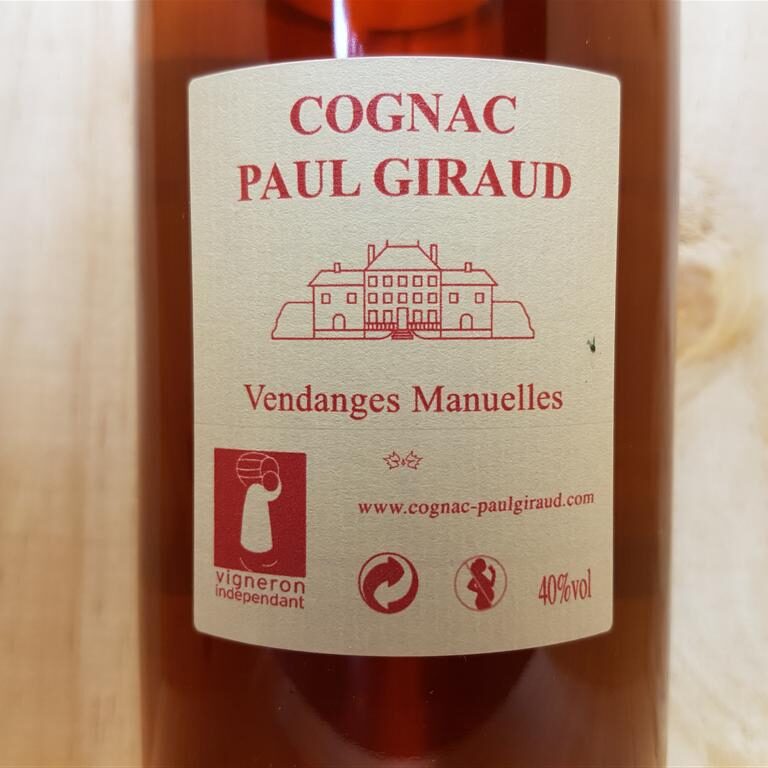 COGNAC
PAUL GIRAUD
Vendanges Manuelles
www.cognac-paulgiraud.com
vigneron
indépendant
40%vol